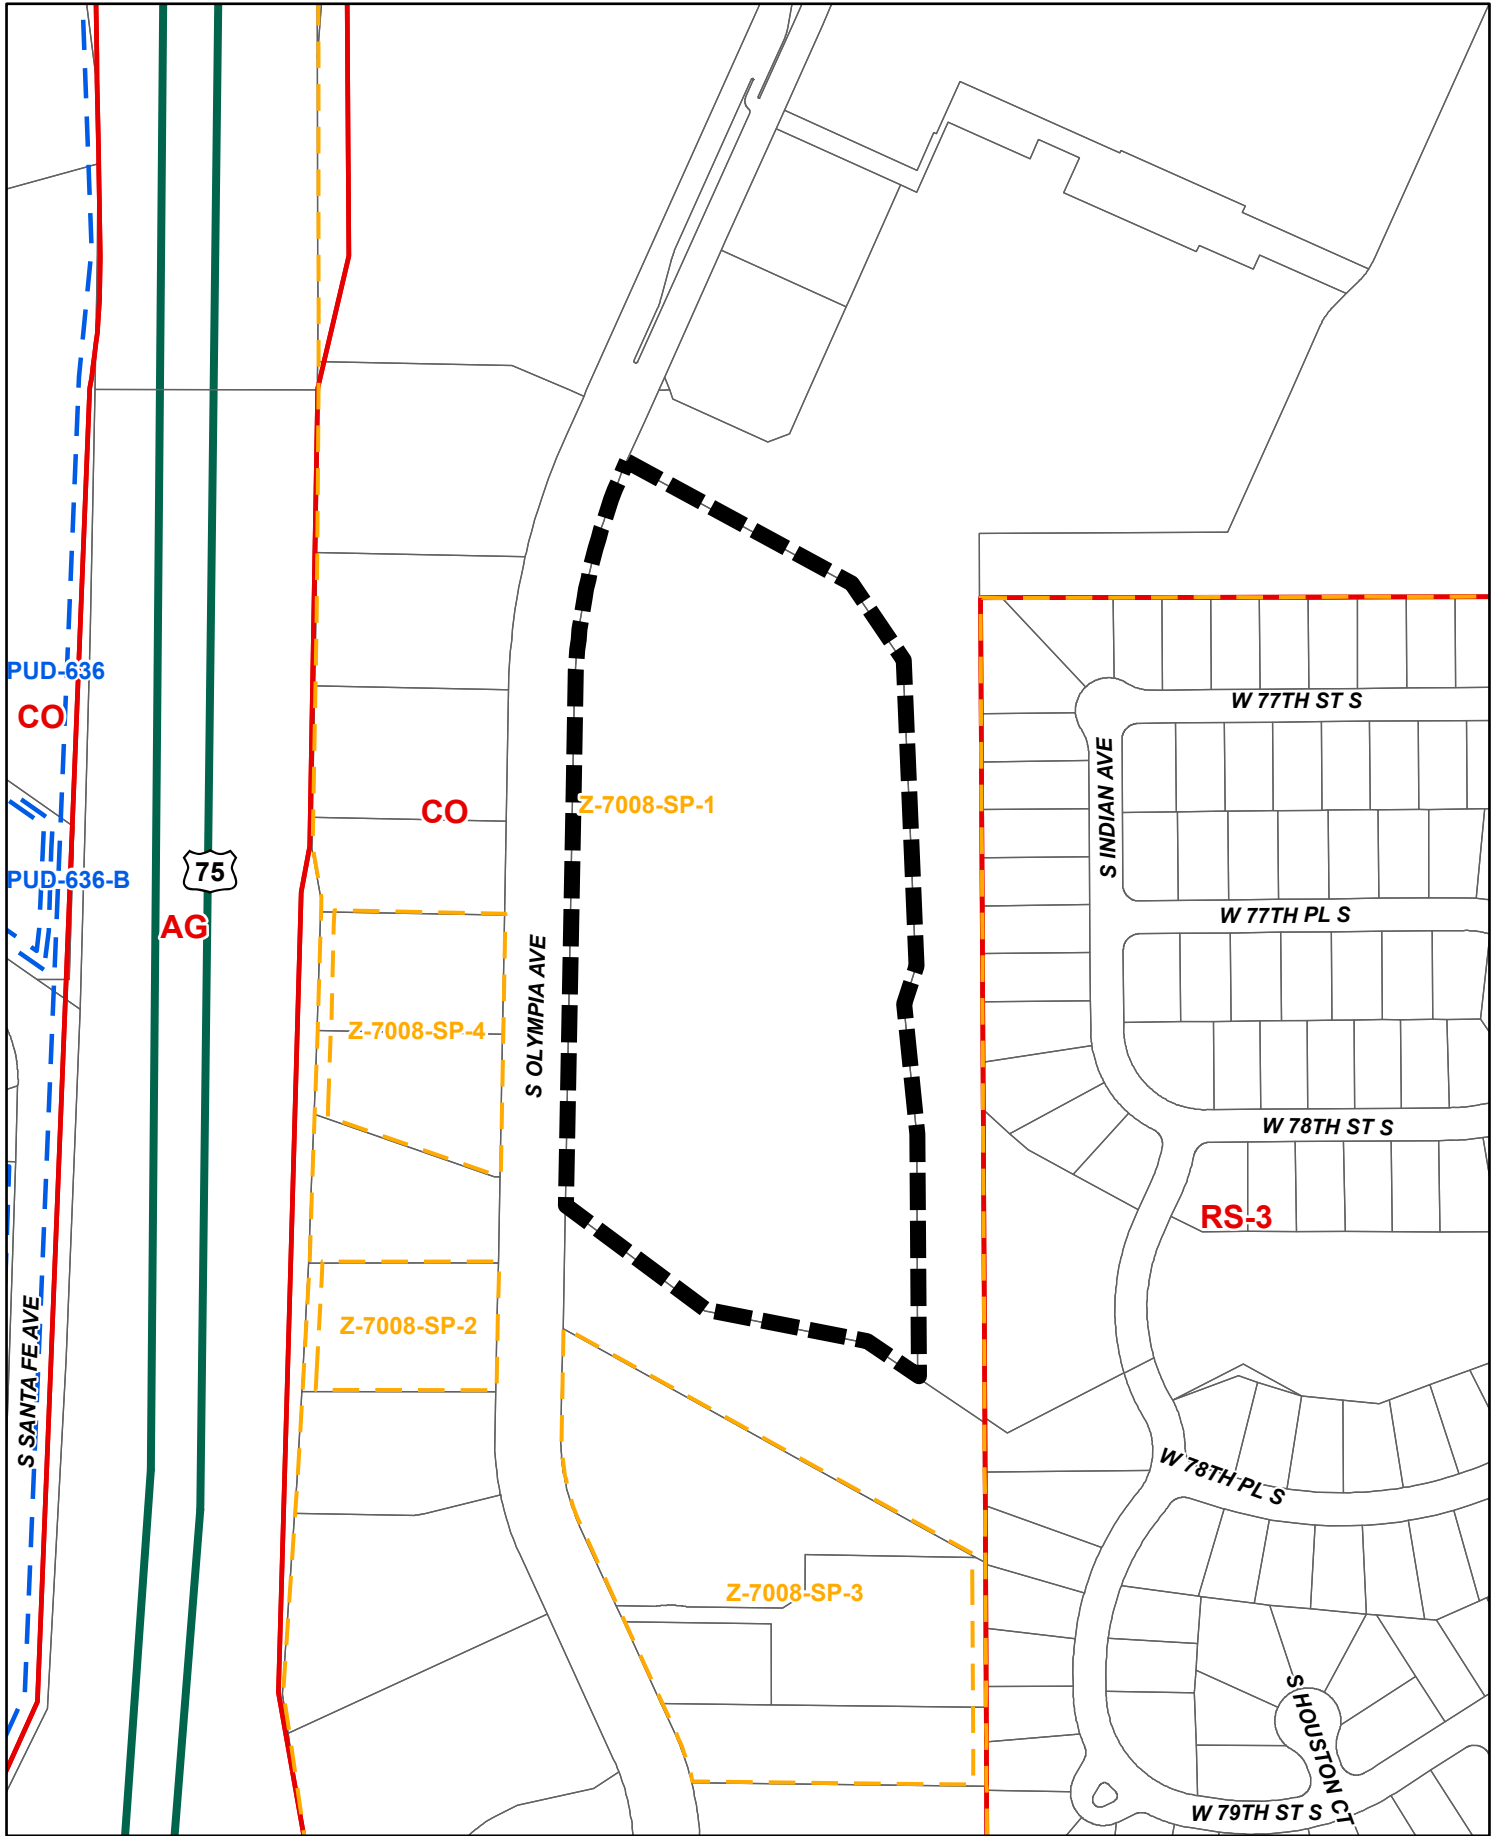 PUD-636
W 77TH ST S
CO
CO
Z-7008-SP-1
S INDIAN AVE
75
PUD-636-B
AG
W 77TH PL S
S OLYMPIA AVE
Z-7008-SP-4
W 78TH ST S
RS-3
Z-7008-SP-2
S SANTA FE AVE
W 78TH PL S
Z-7008-SP-3
S HOUSTON CT
W 79TH ST S